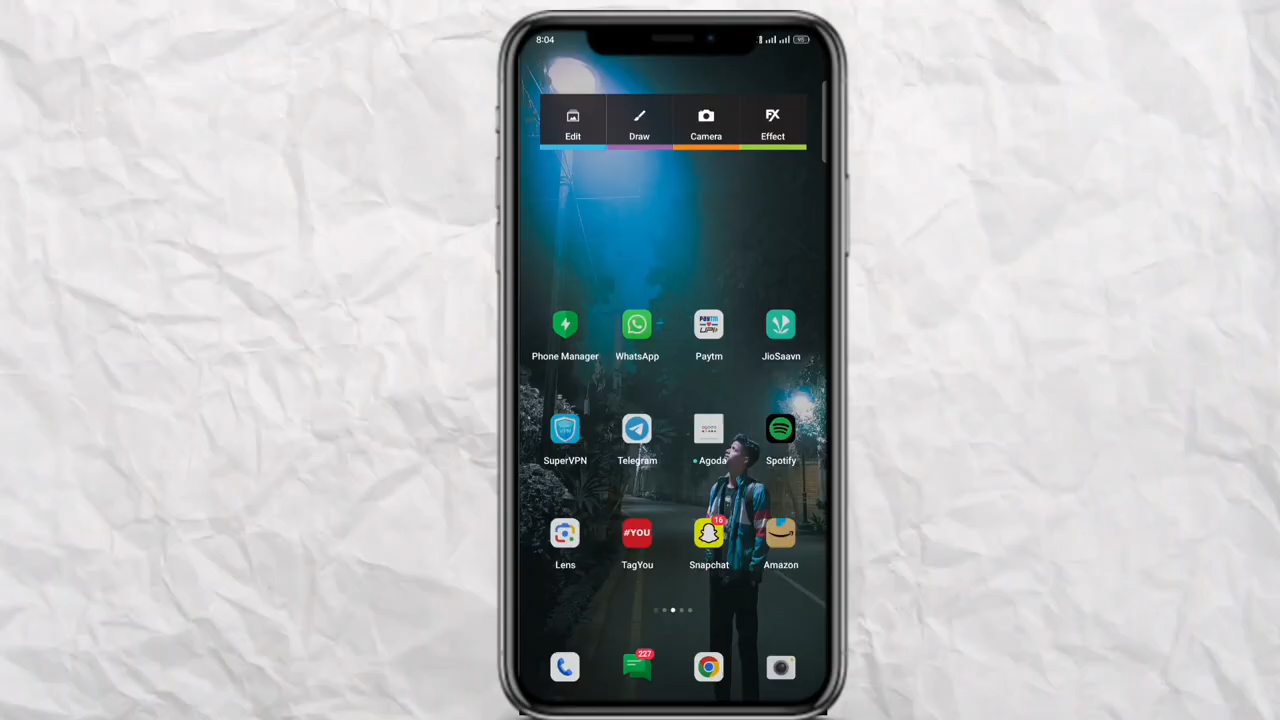 8:04
Edit Draw Camera Effect
Phone Manager WhatsApp Paytm JioSaavn
SuperVPN Telegram Agoda Spotify
#YOU 16
Lens TagYou Snapchat Amazon
227